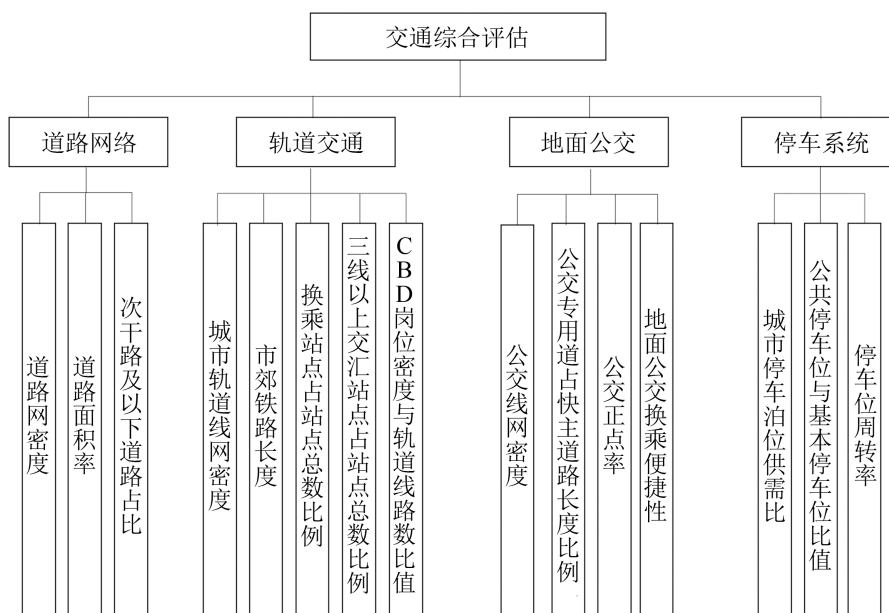 交通综合评估
道路网络
轨道交通
地面公交
停车系统
道路网密度
道路面积率
次干路及以下道路占比
城市轨道线网密度
市郊铁路长度
换乘站点占站点总数比例
三线以上交汇站点占站点总数比例
CBD岗位密度与轨道线路数比值
公交线网密度
公交专用道占快主道路长度比例
公交正点率
地面公交换乘便捷性
城市停车泊位供需比
公共停车位与基本停车位比值
停车位周转率